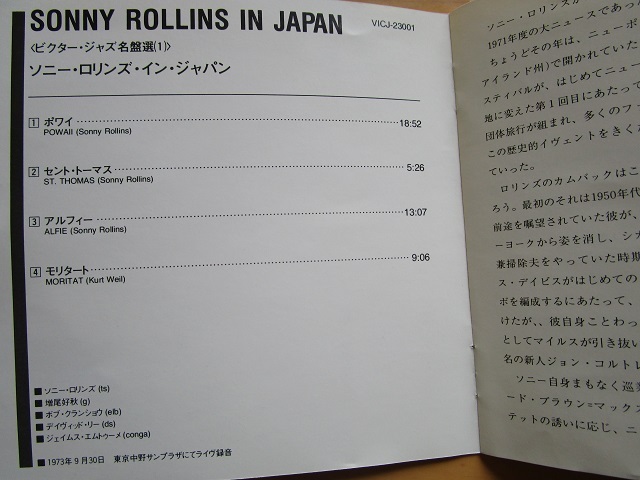 SONNY ROLLINS IN JAPAN
VICJ-23001
〈ビクター・ジャズ名盤選(1)〉
ソニー・ロリンズ・イン・ジャパン
1 ポワイ 18:52
POWAII (Sonny Rollins)
2 セント・トーマス 5:26
ST. THOMAS (Sonny Rollins)
3 アルフィー 13:07
ALFIE (Sonny Rollins)
4 モリタート 9:06
MORITAT (Kurt Weil)
■ソニー・ロリンズ (ts)
■増尾好秋 (g)
■ボブ・クランショウ (elb)
■デイヴィッド・リー (ds)
■ジェイムス・エムトゥーメ (conga)
■1973年9月30日 東京中野サンプラザにてライヴ録音
ソニー・ロリンズが
1971年度の大ニュースであった
ちょうどその年は、ニューポ
アイランド州)で開かれていた
スティバルが、はじめてニュー
地に変えた第1回目にあたって
団体旅行が組まれ、多くのファ
この歴史的イヴェントをきくた
ていった。
ロリンズのカムバックはこ
ろう。最初のそれは1950年代
前途を嘱望されていた彼が、
ーヨークから姿を消し、シカ
兼掃除夫をやっていた時期
ス・デイビスがはじめての
ボを編成するにあたって、
けたが、、彼自身ことわっ
としてマイルスが引き抜い
名の新人ジョン・コルトレ
ソニー自身まもなく巡業
ード・ブラウン=マックス
テットの誘いに応じ、ニ